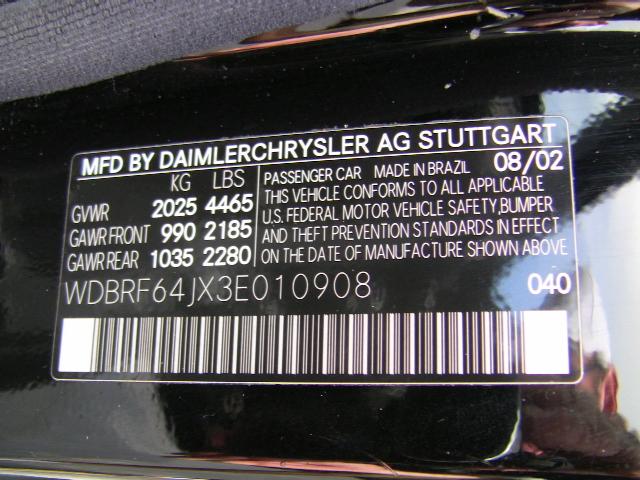 MFD BY DAIMLERCHRYSLER AG STUTTGART
KG LBS
GVWR 2025 4465
GAWR FRONT 990 2185
GAWR REAR 1035 2280
PASSENGER CAR MADE IN BRAZIL 08/02
THIS VEHICLE CONFORMS TO ALL APPLICABLE
U.S. FEDERAL MOTOR VEHICLE SAFETY,BUMPER
AND THEFT PREVENTION STANDARDS IN EFFECT
ON THE DATE OF MANUFACTURE SHOWN ABOVE
WDBRF64JX3E010908 040